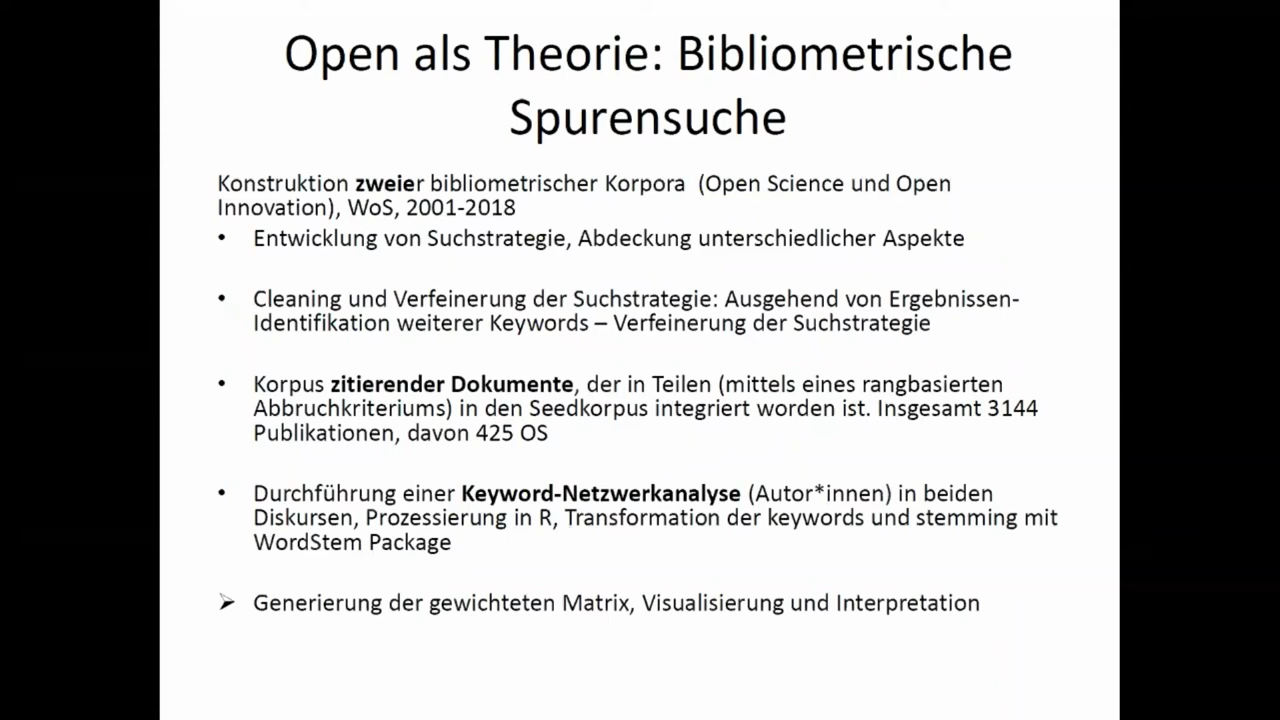 Open als Theorie: Bibliometrische
Spurensuche
Konstruktion zweier bibliometrischer Korpora (Open Science und Open
Innovation), WoS, 2001-2018
• Entwicklung von Suchstrategie, Abdeckung unterschiedlicher Aspekte
• Cleaning und Verfeinerung der Suchstrategie: Ausgehend von Ergebnissen-
Identifikation weiterer Keywords – Verfeinerung der Suchstrategie
• Korpus zitierender Dokumente, der in Teilen (mittels eines rangbasierten
Abbruchkriteriums) in den Seedkorpus integriert worden ist. Insgesamt 3144
Publikationen, davon 425 OS
• Durchführung einer Keyword-Netzwerkanalyse (Autor*innen) in beiden
Diskursen, Prozessierung in R, Transformation der keywords und stemming mit
WordStem Package
➢ Generierung der gewichteten Matrix, Visualisierung und Interpretation